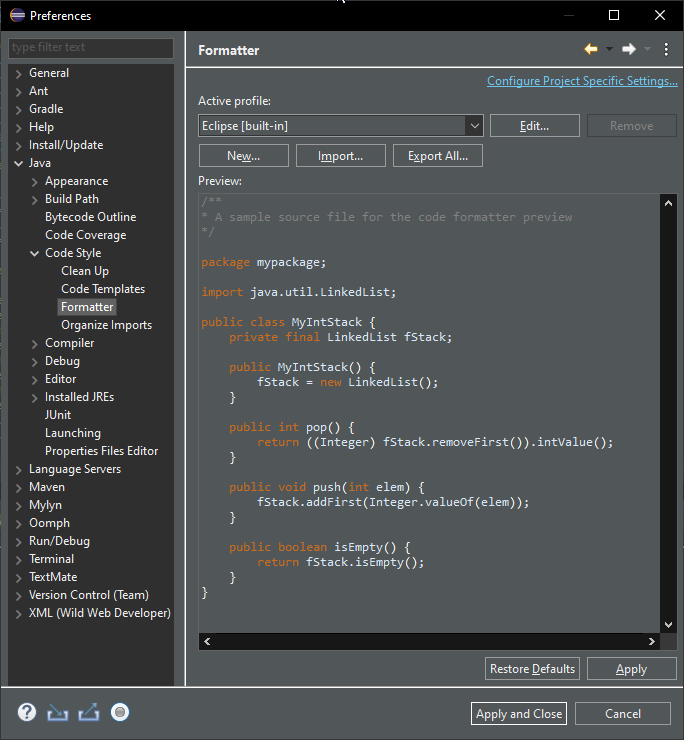 Preferences
type filter text
General
Ant
Gradle
Help
Install/Update
Java
Appearance
Build Path
Bytecode Outline
Code Coverage
Code Style
Clean Up
Code Templates
Formatter
Organize Imports
Compiler
Debug
Editor
Installed JREs
JUnit
Launching
Properties Files Editor
Language Servers
Maven
Mylyn
Oomph
Run/Debug
Terminal
TextMate
Version Control (Team)
XML (Wild Web Developer)
Formatter
Configure Project Specific Settings...
Active profile:
Eclipse [built-in]
Edit...
Remove
New...
Import...
Export All...
Preview:
/**
* A sample source file for the code formatter preview
*/
package mypackage;
import java.util.LinkedList;
public class MyIntStack {
private final LinkedList fStack;
public MyIntStack() {
fStack = new LinkedList();
}
public int pop() {
return ((Integer) fStack.removeFirst()).intValue();
}
public void push(int elem) {
fStack.addFirst(Integer.valueOf(elem));
}
public boolean isEmpty() {
return fStack.isEmpty();
}
}
Restore Defaults
Apply
?
Apply and Close
Cancel